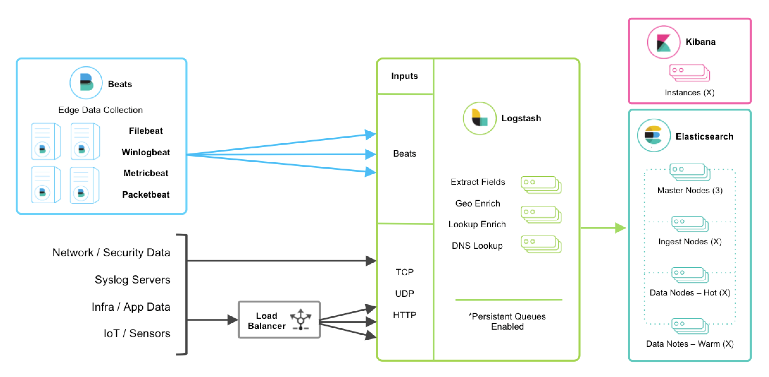 Beats
Edge Data Collection
Filebeat
Winlogbeat
Metricbeat
Packetbeat
Network / Security Data
Syslog Servers
Infra / App Data
IoT / Sensors
Load
Balancer
Inputs
Beats
TCP
UDP
HTTP
Logstash
Extract Fields
Geo Enrich
Lookup Enrich
DNS Lookup
*Persistent Queues
Enabled
Kibana
Instances (X)
Elasticsearch
Master Nodes (3)
Ingest Nodes (X)
Data Nodes – Hot (X)
Data Notes – Warm (X)